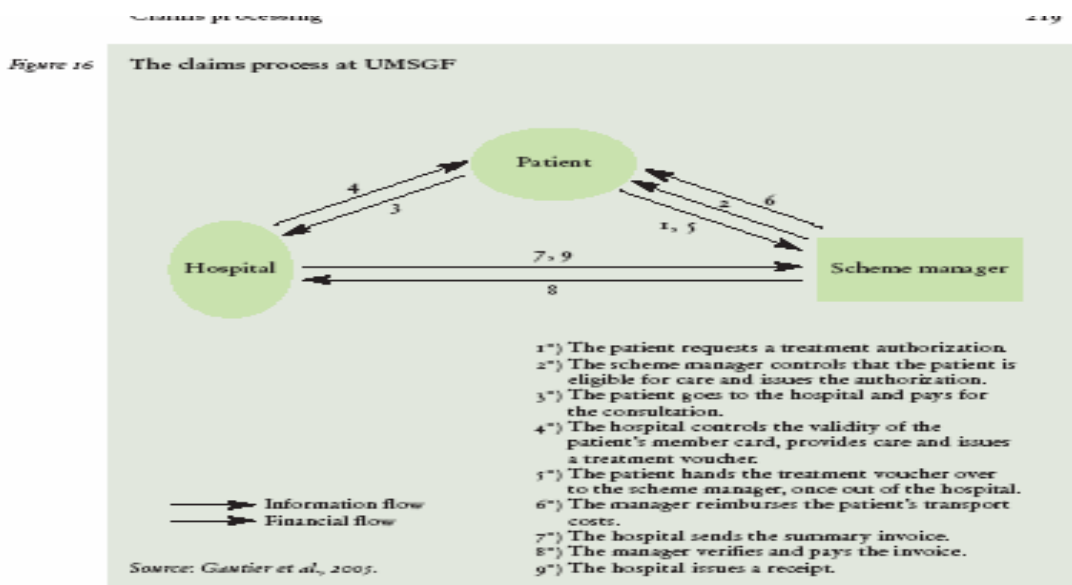 Claims processing 219
Figure 16 The claims process at UMSGF
Patient
4
3
2
6
1, 5
Hospital
7, 9
Scheme manager
8
1°) The patient requests a treatment authorization.
2°) The scheme manager controls that the patient is
eligible for care and issues the authorization.
3°) The patient goes to the hospital and pays for
the consultation.
4°) The hospital controls the validity of the
patient's member card, provides care and issues
a treatment voucher.
5°) The patient hands the treatment voucher over
to the scheme manager, once out of the hospital.
6°) The manager reimburses the patient's transport
costs.
7°) The hospital sends the summary invoice.
8°) The manager verifies and pays the invoice.
9°) The hospital issues a receipt.
Information flow
Financial flow
Source: Gautier et al., 2005.